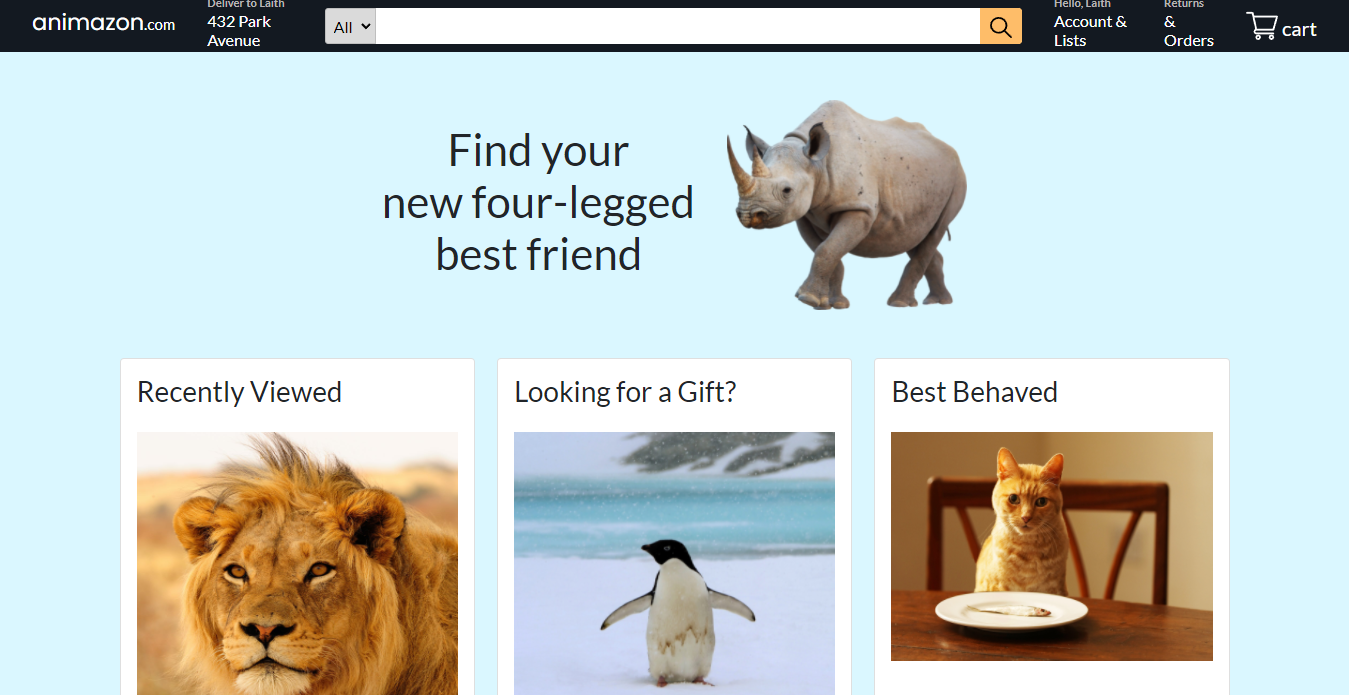 animazon.com
Deliver to Laith
432 Park
Avenue
All
Hello, Laith
Account &
Lists
Returns
&
Orders
cart
Find your
new four-legged
best friend
Recently Viewed
Looking for a Gift?
Best Behaved